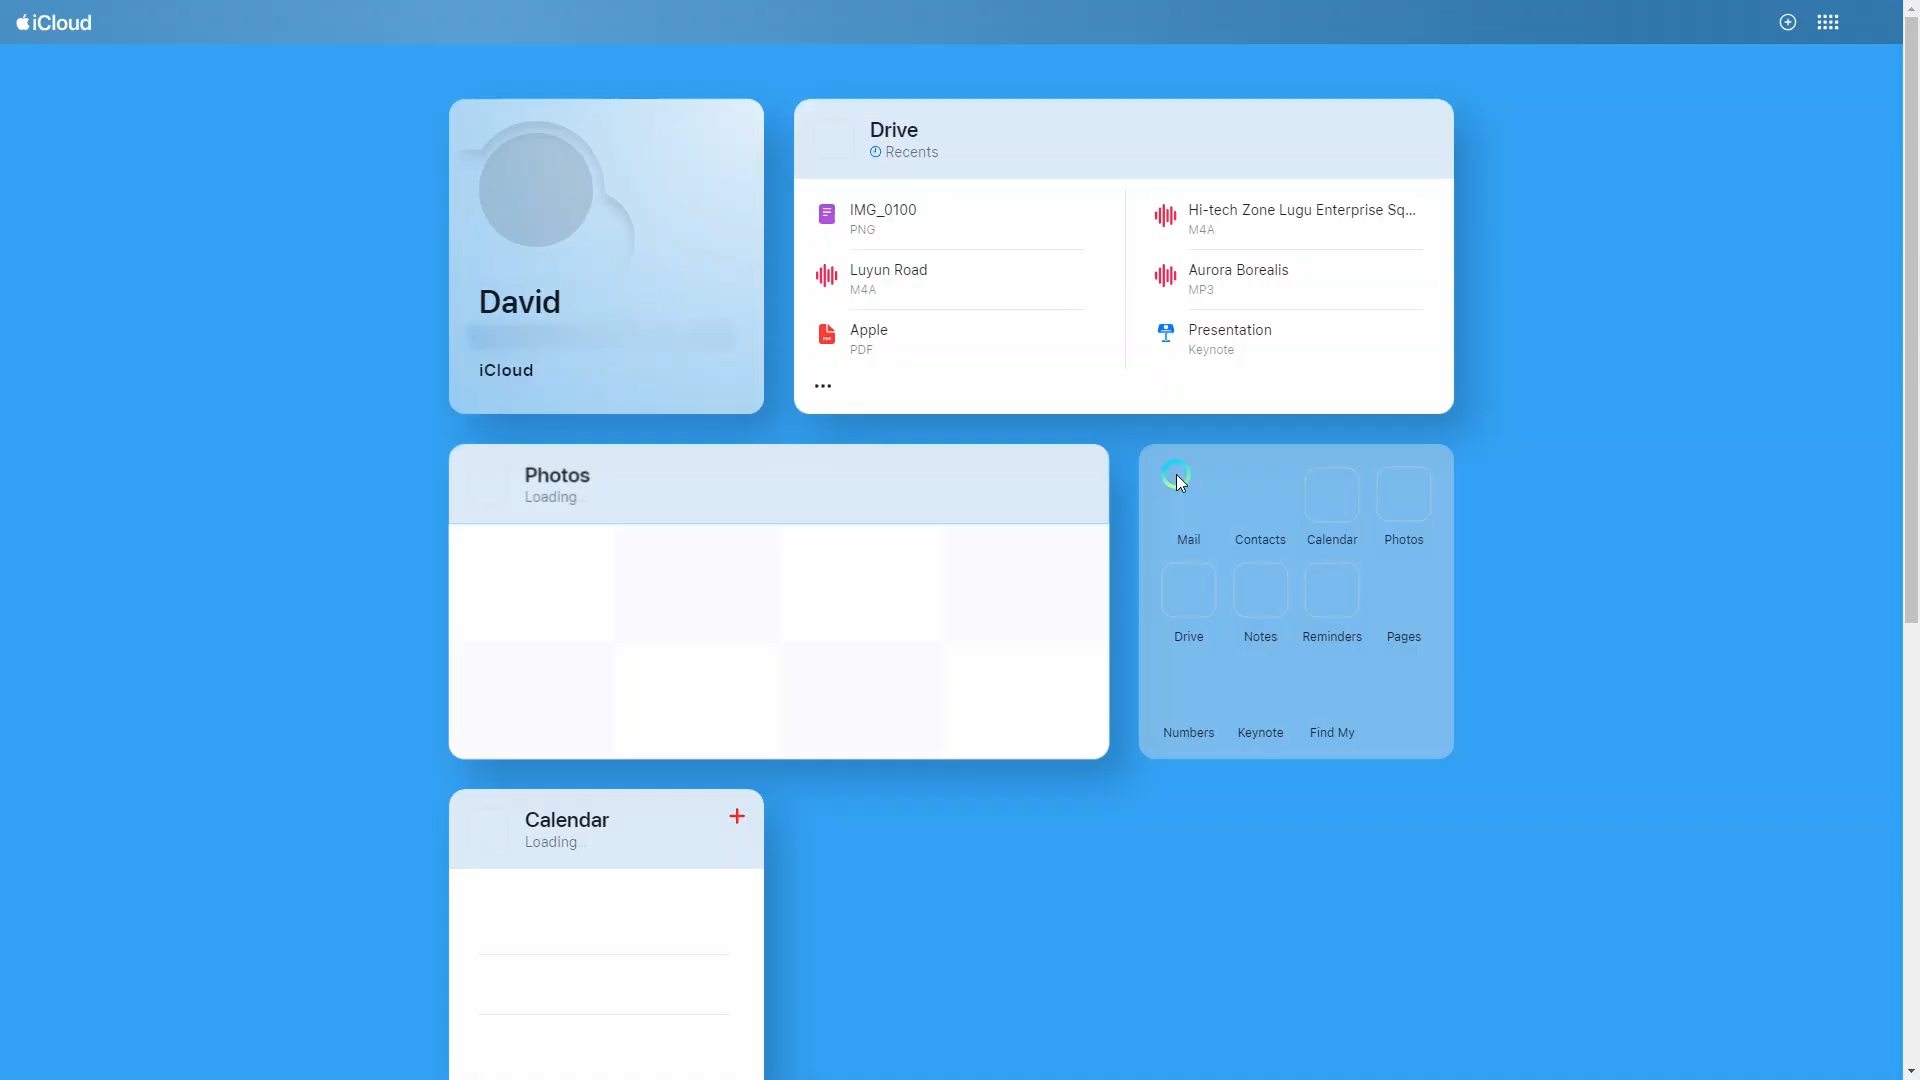 iCloud
David
iCloud
Drive
Recents
IMG_0100
PNG
Luyun Road
M4A
Apple
PDF
Hi-tech Zone Lugu Enterprise Sq...
M4A
Aurora Borealis
MP3
Presentation
Keynote
Photos
Loading...
Mail
Contacts
Calendar
Photos
Drive
Notes
Reminders
Pages
Numbers
Keynote
Find My
Calendar
Loading...